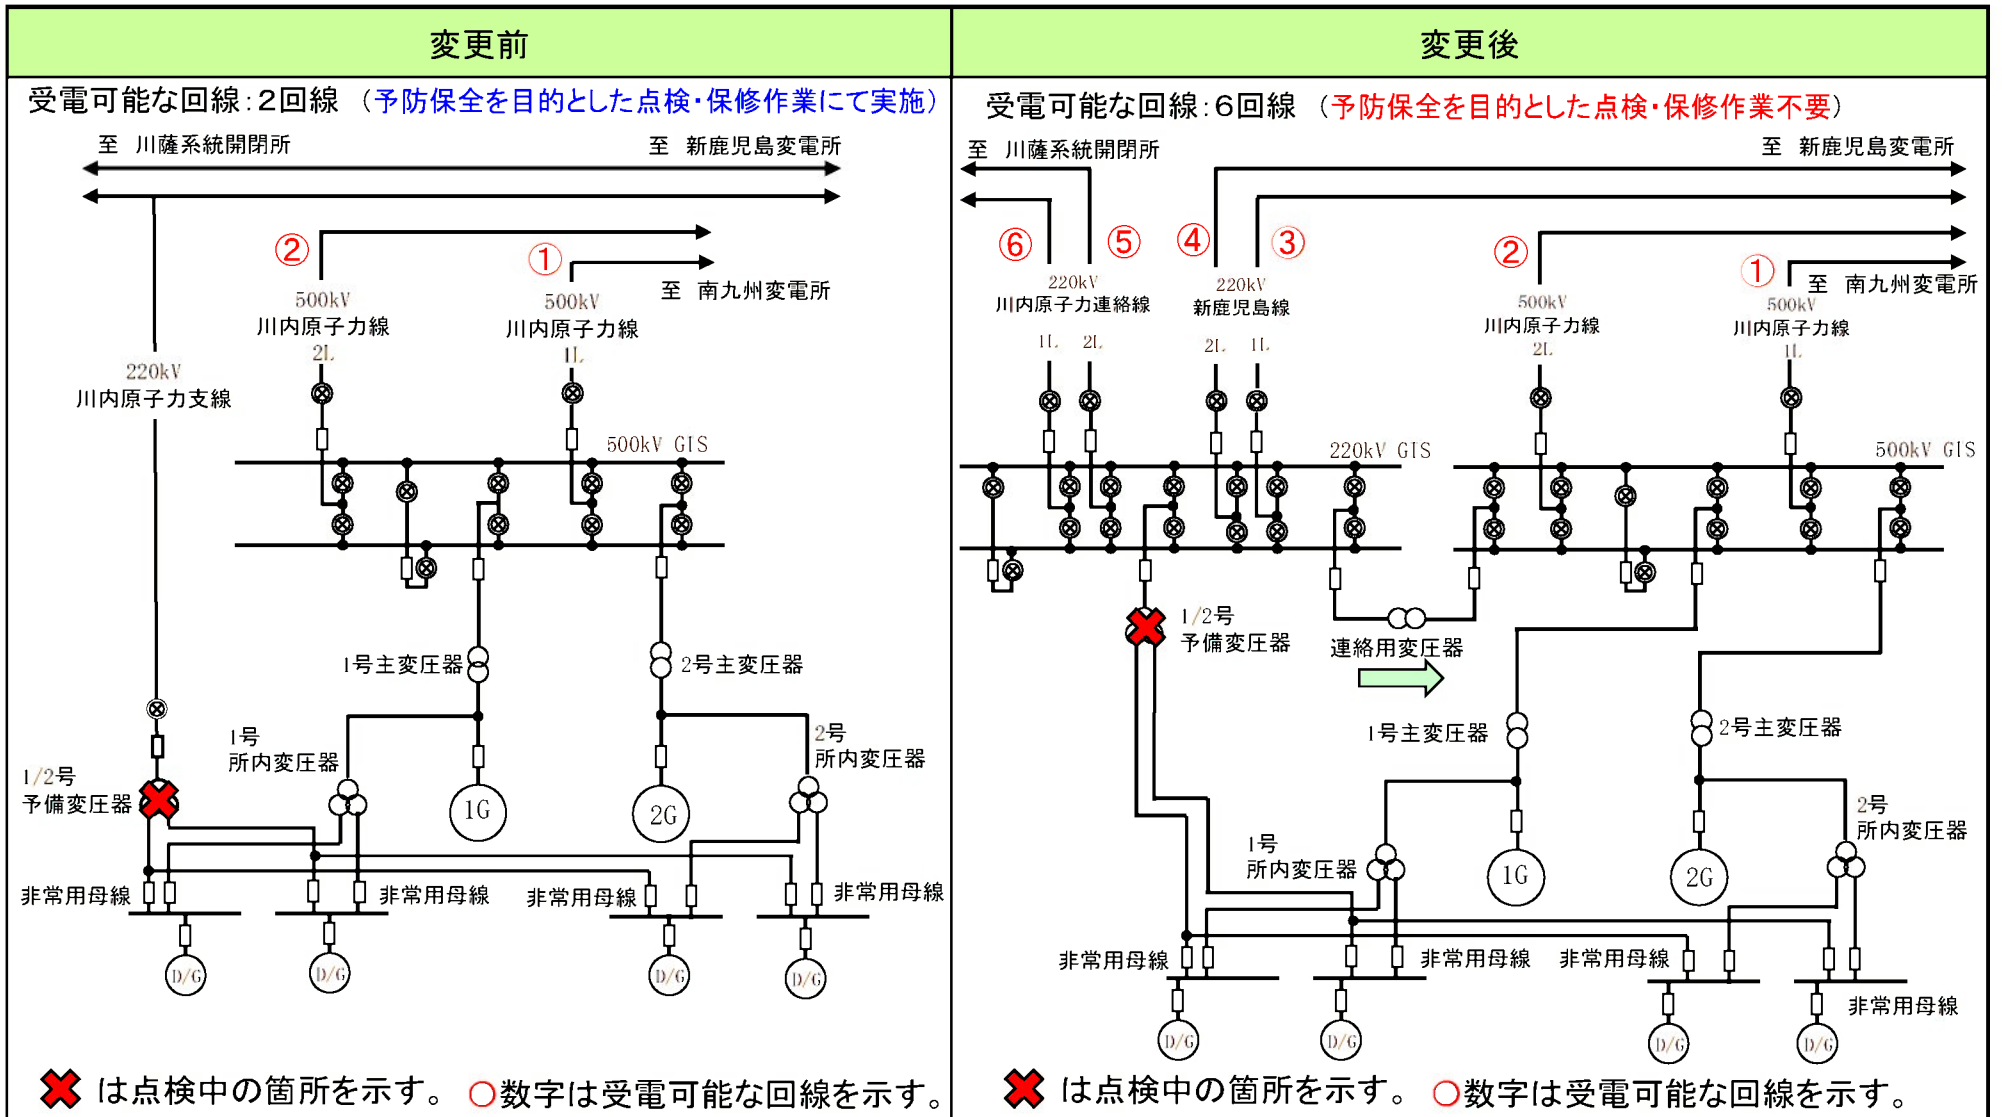 変更前
受電可能な回線：2回線 （予防保全を目的とした点検・保修作業にて実施）
至 川薩系統開閉所
至 新鹿児島変電所
②
①
至 南九州変電所
500kV
川内原子力線
2L
500kV
川内原子力線
1L
220kV
川内原子力支線
500kV GIS
1号主変圧器
2号主変圧器
1号
所内変圧器
2号
所内変圧器
1/2号
予備変圧器
1G
2G
非常用母線
非常用母線
非常用母線
非常用母線
D/G
D/G
D/G
D/G
は点検中の箇所を示す。 ○数字は受電可能な回線を示す。
変更後
受電可能な回線：6回線 （予防保全を目的とした点検・保修作業不要）
至 川薩系統開閉所
至 新鹿児島変電所
⑥
⑤
④
③
②
①
至 南九州変電所
220kV
川内原子力連絡線
1L 2L
220kV
新鹿児島線
2L 1L
500kV
川内原子力線
2L
500kV
川内原子力線
1L
220kV GIS
500kV GIS
1/2号
予備変圧器
連絡用変圧器
1号主変圧器
2号主変圧器
1号
所内変圧器
2号
所内変圧器
1G
2G
非常用母線
非常用母線
非常用母線
非常用母線
D/G
D/G
D/G
D/G
は点検中の箇所を示す。 ○数字は受電可能な回線を示す。